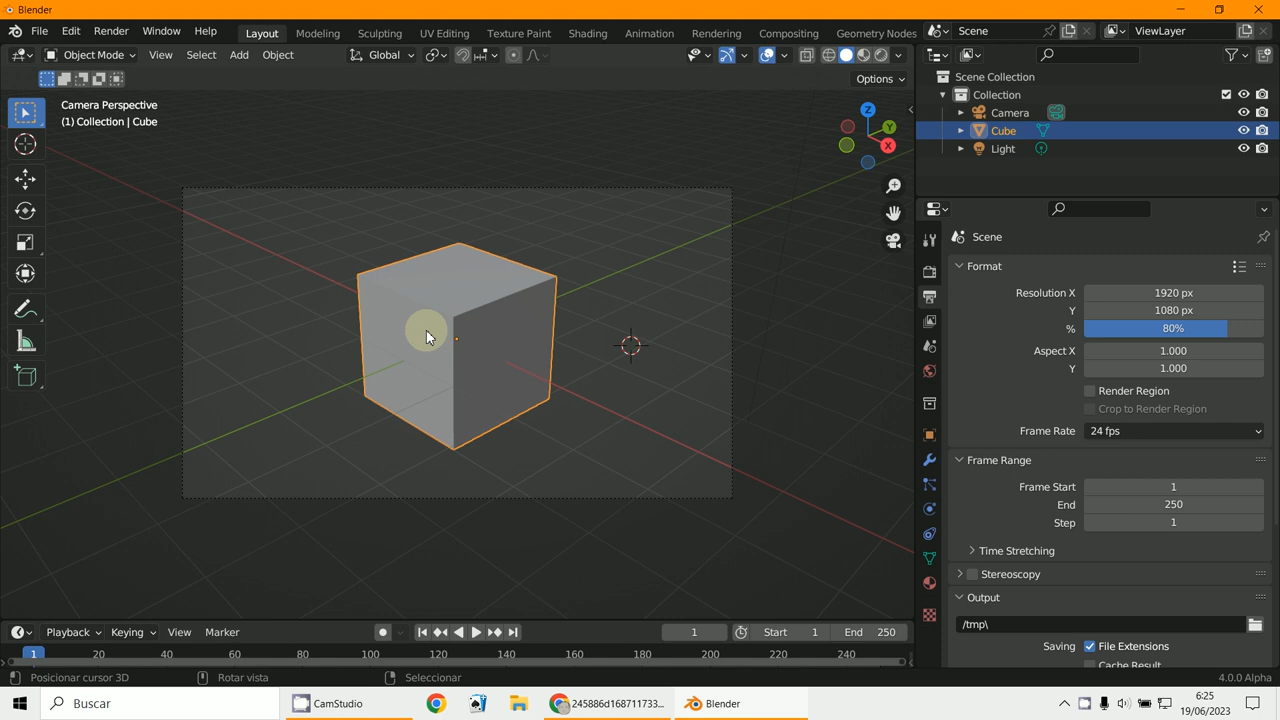 Blender
File Edit Render Window Help Layout Modeling Sculpting UV Editing Texture Paint Shading Animation Rendering Compositing Geometry Nodes Scene ViewLayer
Object Mode View Select Add Object Global
Options
Camera Perspective
(1) Collection | Cube
Z
Y
X
Scene Collection
Collection
Camera
Cube
Light
Scene
Format
Resolution X 1920 px
Y 1080 px
% 80%
Aspect X 1.000
Y 1.000
Render Region
Crop to Render Region
Frame Rate 24 fps
Frame Range
Frame Start 1
End 250
Step 1
Time Stretching
Stereoscopy
Output
/tmp\
Saving File Extensions
Cache Result
Playback Keying View Marker 1 Start 1 End 250
1 20 40 60 80 100 120 140 160 180 200 220 240
Posicionar cursor 3D Rotar vista Seleccionar 4.0.0 Alpha
Buscar CamStudio 245886d168711733... Blender
6:25
19/06/2023